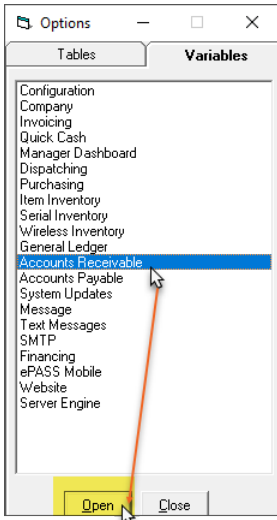 Options
Tables Variables
Configuration
Company
Invoicing
Quick Cash
Manager Dashboard
Dispatching
Purchasing
Item Inventory
Serial Inventory
Wireless Inventory
General Ledger
Accounts Receivable
Accounts Payable
System Updates
Message
Text Messages
SMTP
Financing
ePASS Mobile
Website
Server Engine
Open Close